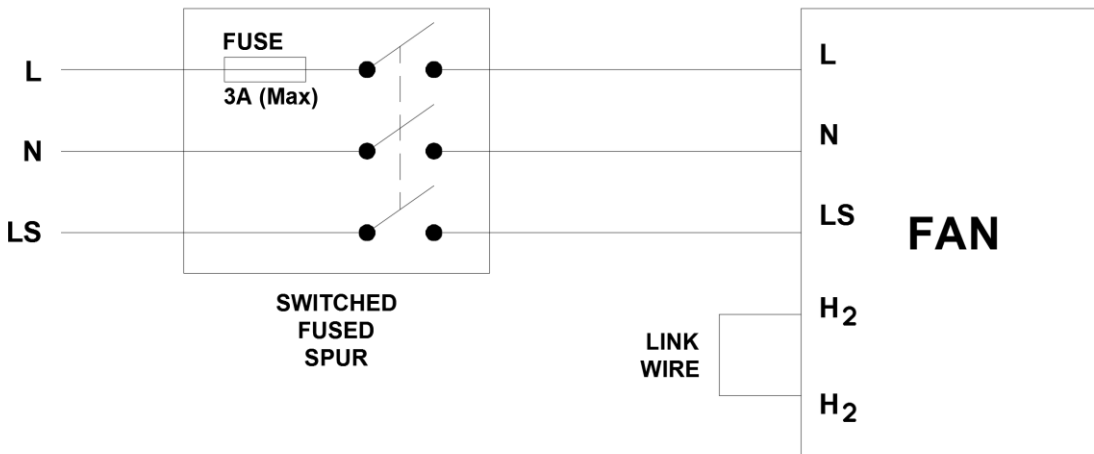 FUSE
L
L
3A (Max)
N
N
LS
LS
FAN
SWITCHED
FUSED
SPUR
H2
LINK
WIRE
H2